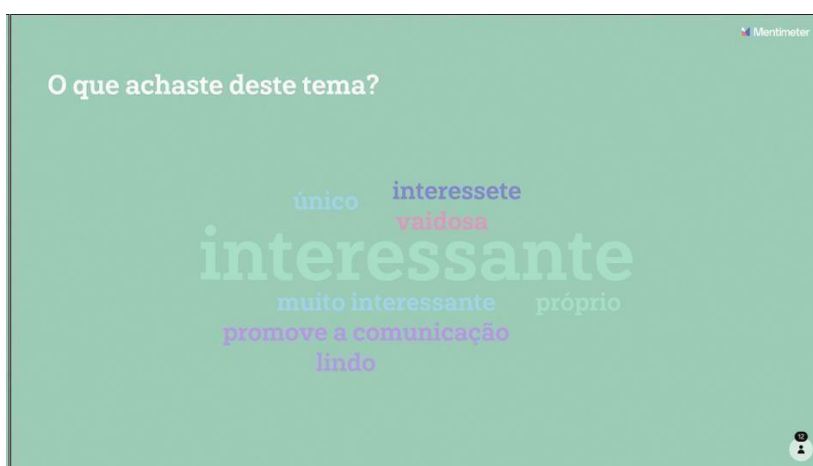 Mentimeter
O que achaste deste tema?
único
interessete
vaidosa
interessante
muito interessante
próprio
promove a comunicação
lindo
12